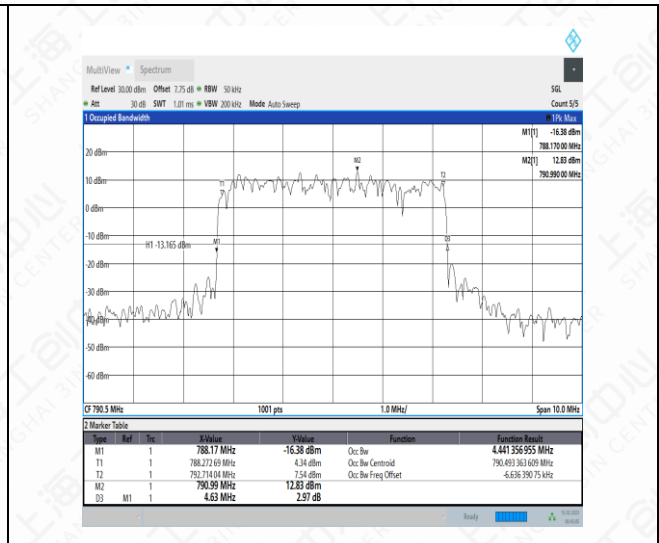 MultiView Spectrum
Ref Level 30.00 dBm Offset 7.75 dB RBW 50 kHz SGL
Att 30 dB SWT 1.01 ms VBW 200 kHz Mode Auto Sweep Count 5/5
1 Occupied Bandwidth 1Pk Max
M1[1] -16.38 dBm
788.170 00 MHz
M2[1] 12.83 dBm
790.990 00 MHz
M2
20 dBm
T2
10 dBm
T1
0 dBm
-10 dBm
H1 -13.165 dBm
M1
D3
-20 dBm
-30 dBm
-40 dBm
-50 dBm
-60 dBm
CF 790.5 MHz 1001 pts 1.0 MHz/ Span 10.0 MHz
2 Marker Table
Type Ref Trc X-Value Y-Value Function Function Result
M1 1 788.17 MHz -16.38 dBm Occ Bw 4.441 356 955 MHz
T1 1 788.272 69 MHz 4.34 dBm Occ Bw Centroid 790.493 363 609 MHz
T2 1 792.714 04 MHz 7.54 dBm Occ Bw Freq Offset -6.636 390 75 kHz
M2 1 790.99 MHz 12.83 dBm
D3 M1 1 4.63 MHz 2.97 dB
Ready